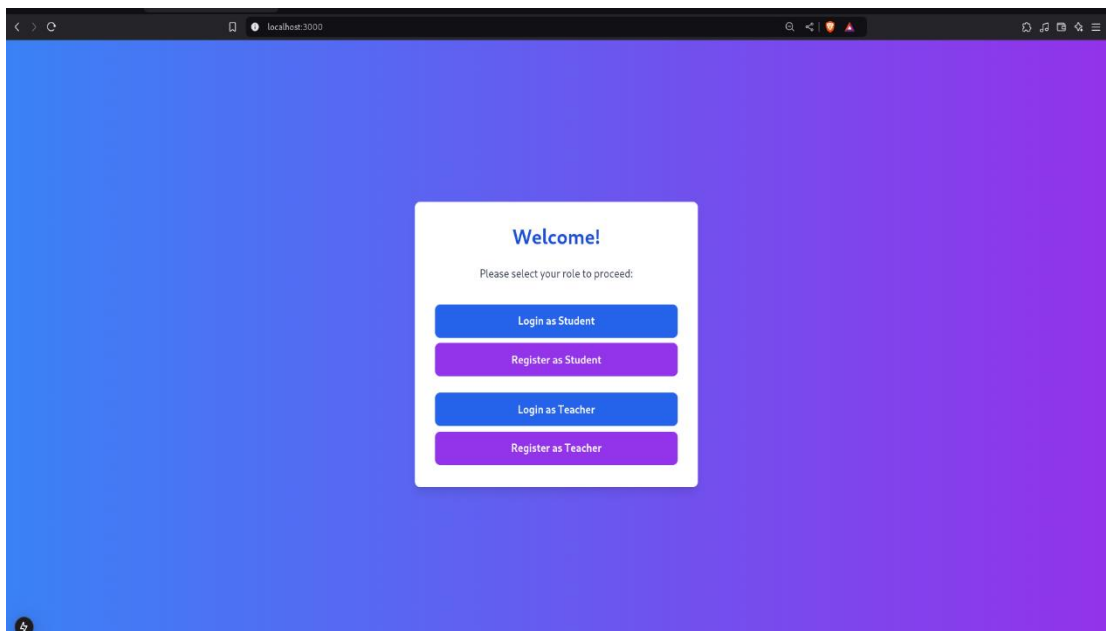 localhost:3000
Welcome!
Please select your role to proceed:
Login as Student
Register as Student
Login as Teacher
Register as Teacher